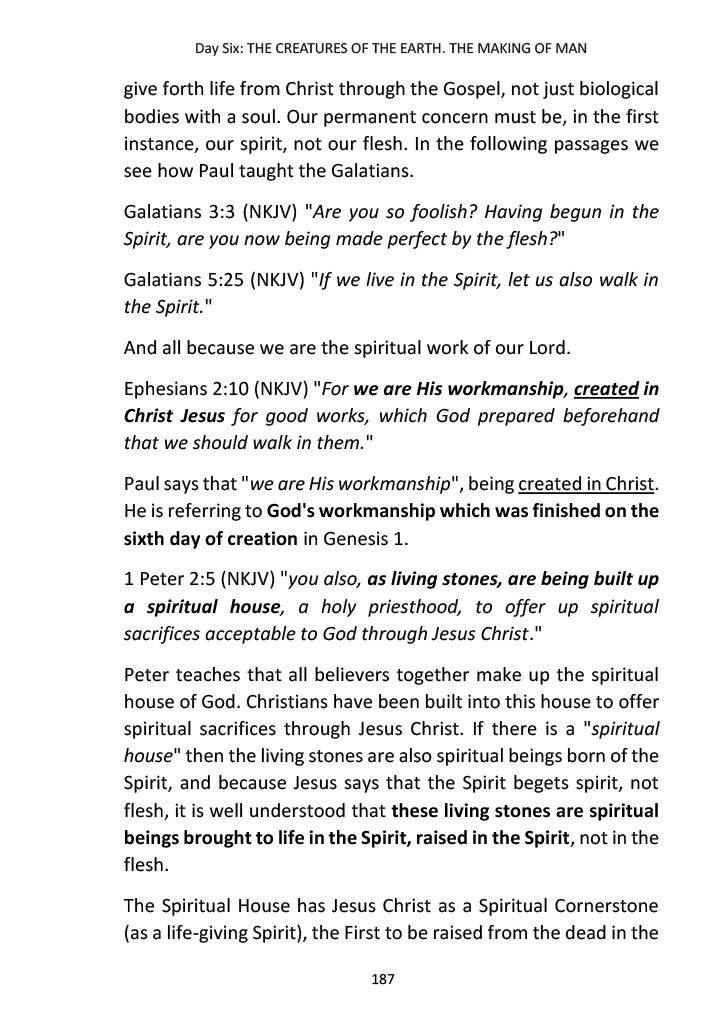 Day Six: THE CREATURES OF THE EARTH. THE MAKING OF MAN
give forth life from Christ through the Gospel, not just biological
bodies with a soul. Our permanent concern must be, in the first
instance, our spirit, not our flesh. In the following passages we
see how Paul taught the Galatians.
Galatians 3:3 (NKJV) "Are you so foolish? Having begun in the
Spirit, are you now being made perfect by the flesh?"
Galatians 5:25 (NKJV) "If we live in the Spirit, let us also walk in
the Spirit."
And all because we are the spiritual work of our Lord.
Ephesians 2:10 (NKJV) "For we are His workmanship, created in
Christ Jesus for good works, which God prepared beforehand
that we should walk in them."
Paul says that "we are His workmanship", being created in Christ.
He is referring to God's workmanship which was finished on the
sixth day of creation in Genesis 1.
1 Peter 2:5 (NKJV) "you also, as living stones, are being built up
a spiritual house, a holy priesthood, to offer up spiritual
sacrifices acceptable to God through Jesus Christ."
Peter teaches that all believers together make up the spiritual
house of God. Christians have been built into this house to offer
spiritual sacrifices through Jesus Christ. If there is a "spiritual
house" then the living stones are also spiritual beings born of the
Spirit, and because Jesus says that the Spirit begets spirit, not
flesh, it is well understood that these living stones are spiritual
beings brought to life in the Spirit, raised in the Spirit, not in the
flesh.
The Spiritual House has Jesus Christ as a Spiritual Cornerstone
(as a life-giving Spirit), the First to be raised from the dead in the
187